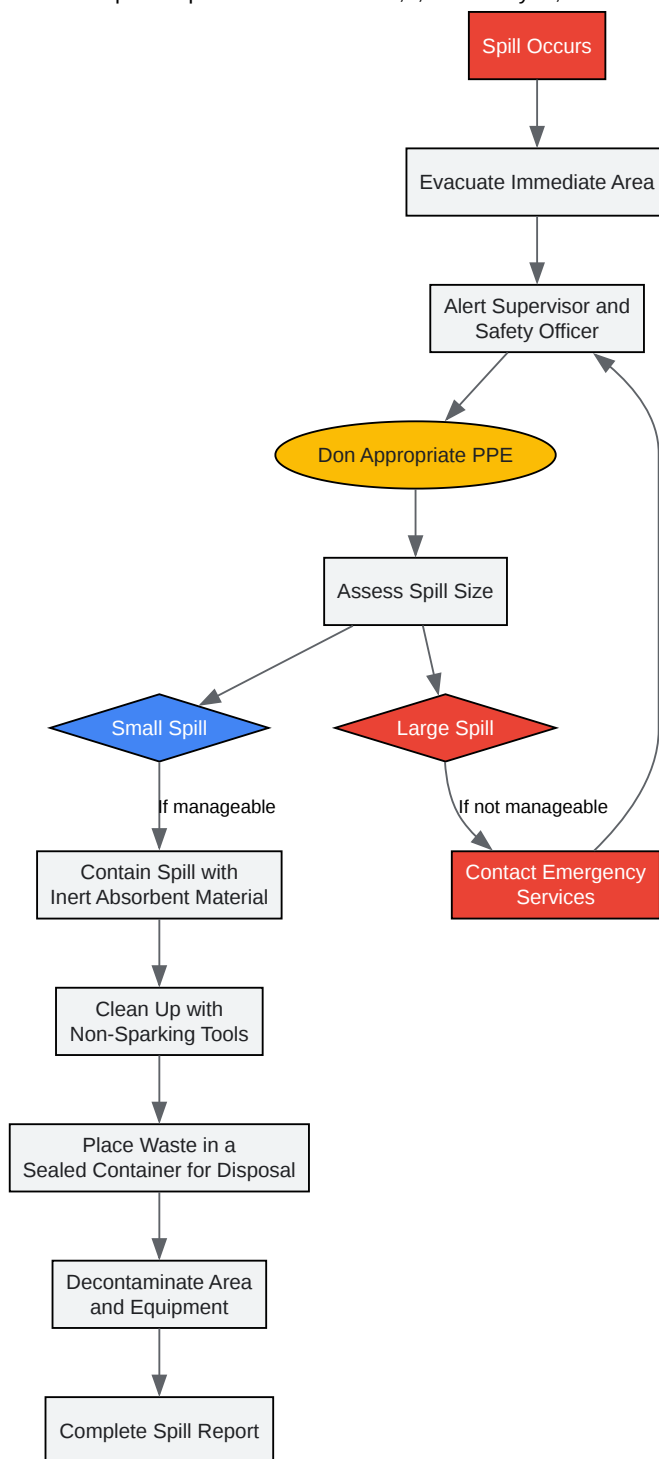 Spill Occurs
Evacuate Immediate Area
Alert Supervisor and
Safety Officer
Don Appropriate PPE
Assess Spill Size
Small Spill
Large Spill
If manageable
If not manageable
Contain Spill with
Inert Absorbent Material
Contact Emergency
Services
Clean Up with
Non-Sparking Tools
Place Waste in a
Sealed Container for Disposal
Decontaminate Area
and Equipment
Complete Spill Report